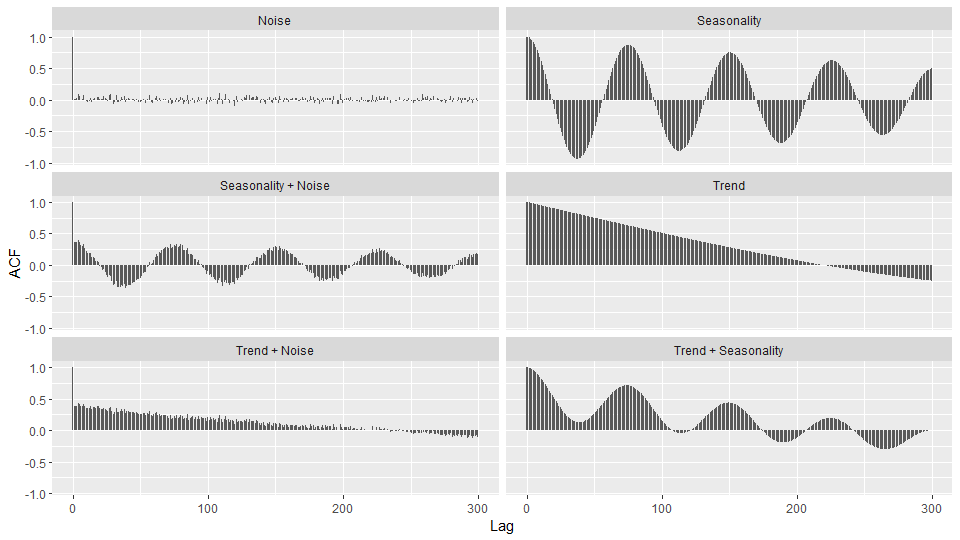 Noise
Seasonality
1.0
0.5
0.0
-0.5
-1.0
Seasonality + Noise
Trend
1.0
0.5
0.0
-0.5
-1.0
ACF
Trend + Noise
Trend + Seasonality
1.0
0.5
0.0
-0.5
-1.0
0 100 200 300 0 100 200 300
Lag